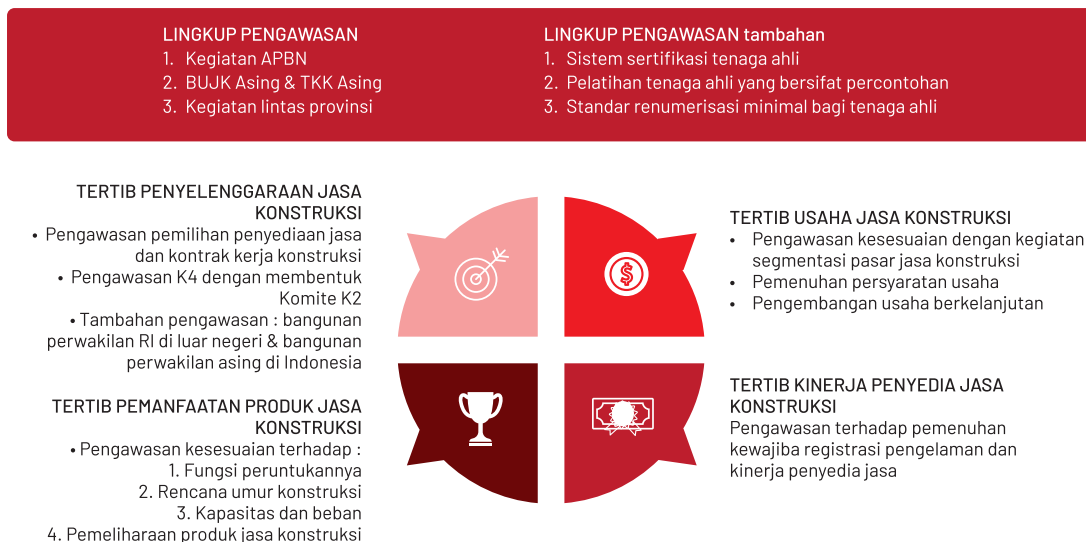 LINGKUP PENGAWASAN
1. Kegiatan APBN
2. BUJK Asing & TKK Asing
3. Kegiatan lintas provinsi
LINGKUP PENGAWASAN tambahan
1. Sistem sertifikasi tenaga ahli
2. Pelatihan tenaga ahli yang bersifat percontohan
3. Standar renumerisasi minimal bagi tenaga ahli
TERTIB PENYELENGGARAAN JASA
KONSTRUKSI
• Pengawasan pemilihan penyediaan jasa
dan kontrak kerja konstruksi
• Pengawasan K4 dengan membentuk
Komite K2
• Tambahan pengawasan : bangunan
perwakilan RI di luar negeri & bangunan
perwakilan asing di Indonesia
TERTIB USAHA JASA KONSTRUKSI
• Pengawasan kesesuaian dengan kegiatan
segmentasi pasar jasa konstruksi
• Pemenuhan persyaratan usaha
• Pengembangan usaha berkelanjutan
TERTIB PEMANFAATAN PRODUK JASA
KONSTRUKSI
• Pengawasan kesesuaian terhadap :
1. Fungsi peruntukannya
2. Rencana umur konstruksi
3. Kapasitas dan beban
4. Pemeliharaan produk jasa konstruksi
TERTIB KINERJA PENYEDIA JASA
KONSTRUKSI
Pengawasan terhadap pemenuhan
kewajiba registrasi pengelaman dan
kinerja penyedia jasa